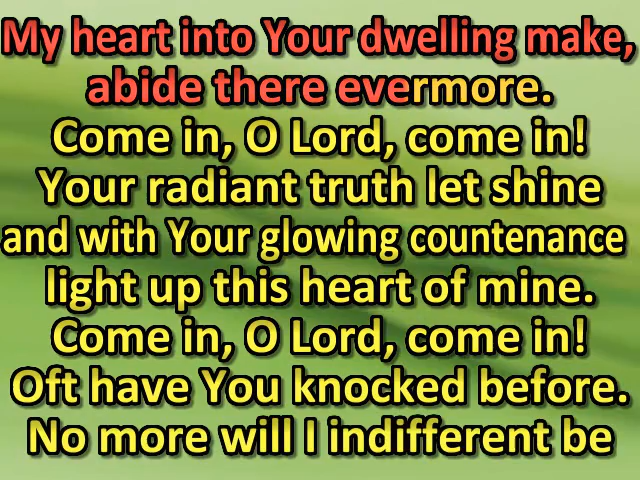 My heart into Your dwelling make,
abide there evermore.
Come in, O Lord, come in!
Your radiant truth let shine
and with Your glowing countenance
light up this heart of mine.
Come in, O Lord, come in!
Oft have You knocked before.
No more will I indifferent be